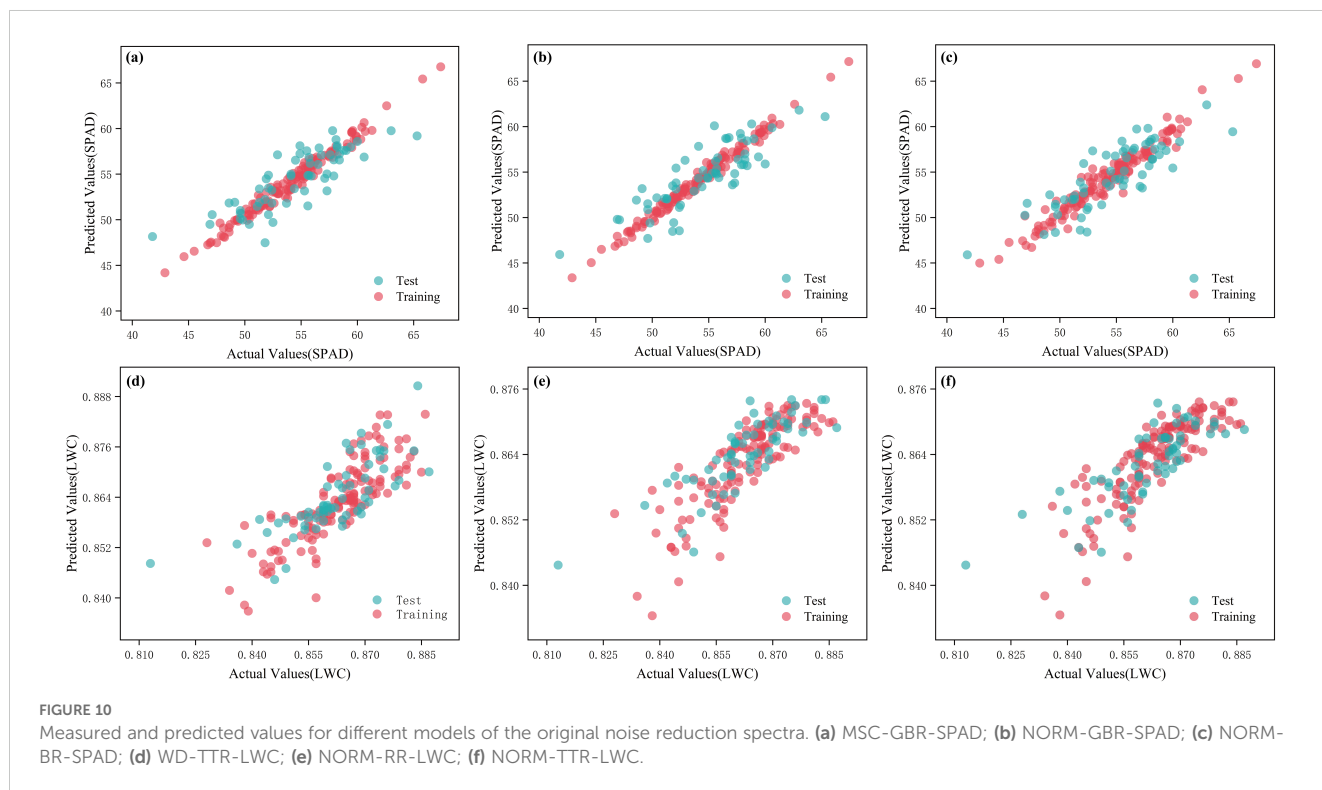 (a)
65
60
55
50
45
40
Predicted Values(SPAD)
Test
Training
40 45 50 55 60 65
Actual Values(SPAD)
(b)
65
60
55
50
45
40
Predicted Values(SPAD)
Test
Training
40 45 50 55 60 65
Actual Values(SPAD)
(c)
65
60
55
50
45
40
Predicted Values(SPAD)
Test
Training
40 45 50 55 60 65
Actual Values(SPAD)
(d)
0.888
0.876
0.864
0.852
0.840
Predicted Values(LWC)
Test
Training
0.810 0.825 0.840 0.855 0.870 0.885
Actual Values(LWC)
(e)
0.876
0.864
0.852
0.840
Predicted Values(LWC)
Test
Training
0.810 0.825 0.840 0.855 0.870 0.885
Actual Values(LWC)
(f)
0.876
0.864
0.852
0.840
Predicted Values(LWC)
Test
Training
0.810 0.825 0.840 0.855 0.870 0.885
Actual Values(LWC)
FIGURE 10
Measured and predicted values for different models of the original noise reduction spectra. (a) MSC-GBR-SPAD; (b) NORM-GBR-SPAD; (c) NORM-
BR-SPAD; (d) WD-TTR-LWC; (e) NORM-RR-LWC; (f) NORM-TTR-LWC.